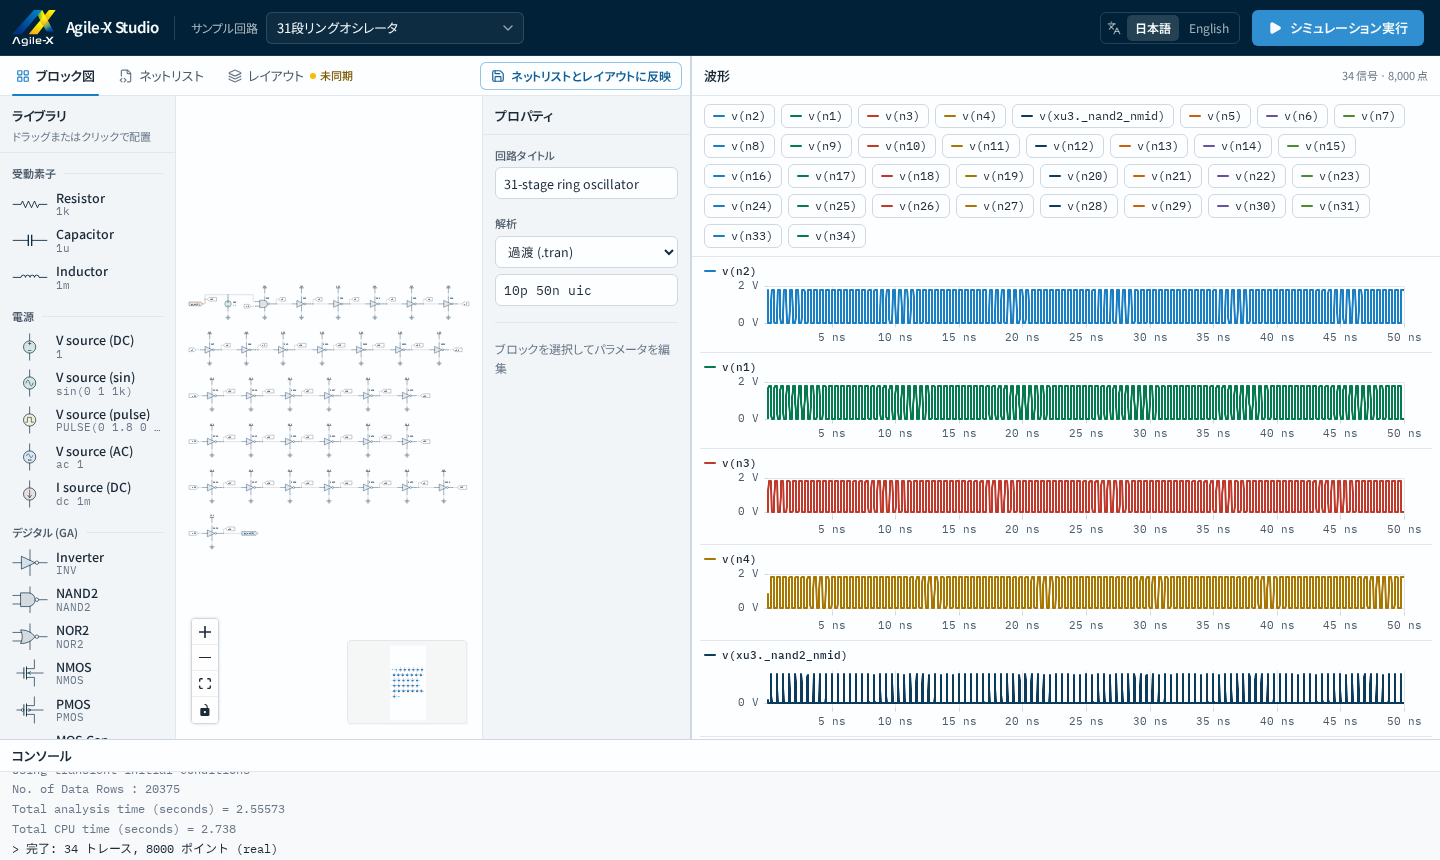 Agile-X
Agile-X Studio
サンプル回路
31段リングオシレータ
日本語
English
シミュレーション実行
ブロック図
ネットリスト
レイアウト
未同期
ネットリストとレイアウトに反映
ライブラリ
ドラッグまたはクリックで配置
受動素子
Resistor
1k
Capacitor
1u
Inductor
1m
電源
V source (DC)
1
V source (sin)
sin(0 1 1k)
V source (pulse)
PULSE(0 1.8 0 …
V source (AC)
ac 1
I source (DC)
dc 1m
デジタル (GA)
Inverter
INV
NAND2
NAND2
NOR2
NOR2
NMOS
NMOS
PMOS
PMOS
プロパティ
回路タイトル
31-stage ring oscillator
解析
過渡 (.tran)
10p 50n uic
ブロックを選択してパラメータを編
集
波形
34 信号 · 8,000 点
v(n2) v(n1) v(n3) v(n4) v(xu3._nand2_nmid) v(n5) v(n6) v(n7)
v(n8) v(n9) v(n10) v(n11) v(n12) v(n13) v(n14) v(n15)
v(n16) v(n17) v(n18) v(n19) v(n20) v(n21) v(n22) v(n23)
v(n24) v(n25) v(n26) v(n27) v(n28) v(n29) v(n30) v(n31)
v(n33) v(n34)
v(n2)
2 V
0 V
5 ns 10 ns 15 ns 20 ns 25 ns 30 ns 35 ns 40 ns 45 ns 50 ns
v(n1)
2 V
0 V
5 ns 10 ns 15 ns 20 ns 25 ns 30 ns 35 ns 40 ns 45 ns 50 ns
v(n3)
2 V
0 V
5 ns 10 ns 15 ns 20 ns 25 ns 30 ns 35 ns 40 ns 45 ns 50 ns
v(n4)
2 V
0 V
5 ns 10 ns 15 ns 20 ns 25 ns 30 ns 35 ns 40 ns 45 ns 50 ns
v(xu3._nand2_nmid)
0 V
5 ns 10 ns 15 ns 20 ns 25 ns 30 ns 35 ns 40 ns 45 ns 50 ns
コンソール
No. of Data Rows : 20375
Total analysis time (seconds) = 2.55573
Total CPU time (seconds) = 2.738
> 完了: 34 トレース, 8000 ポイント (real)